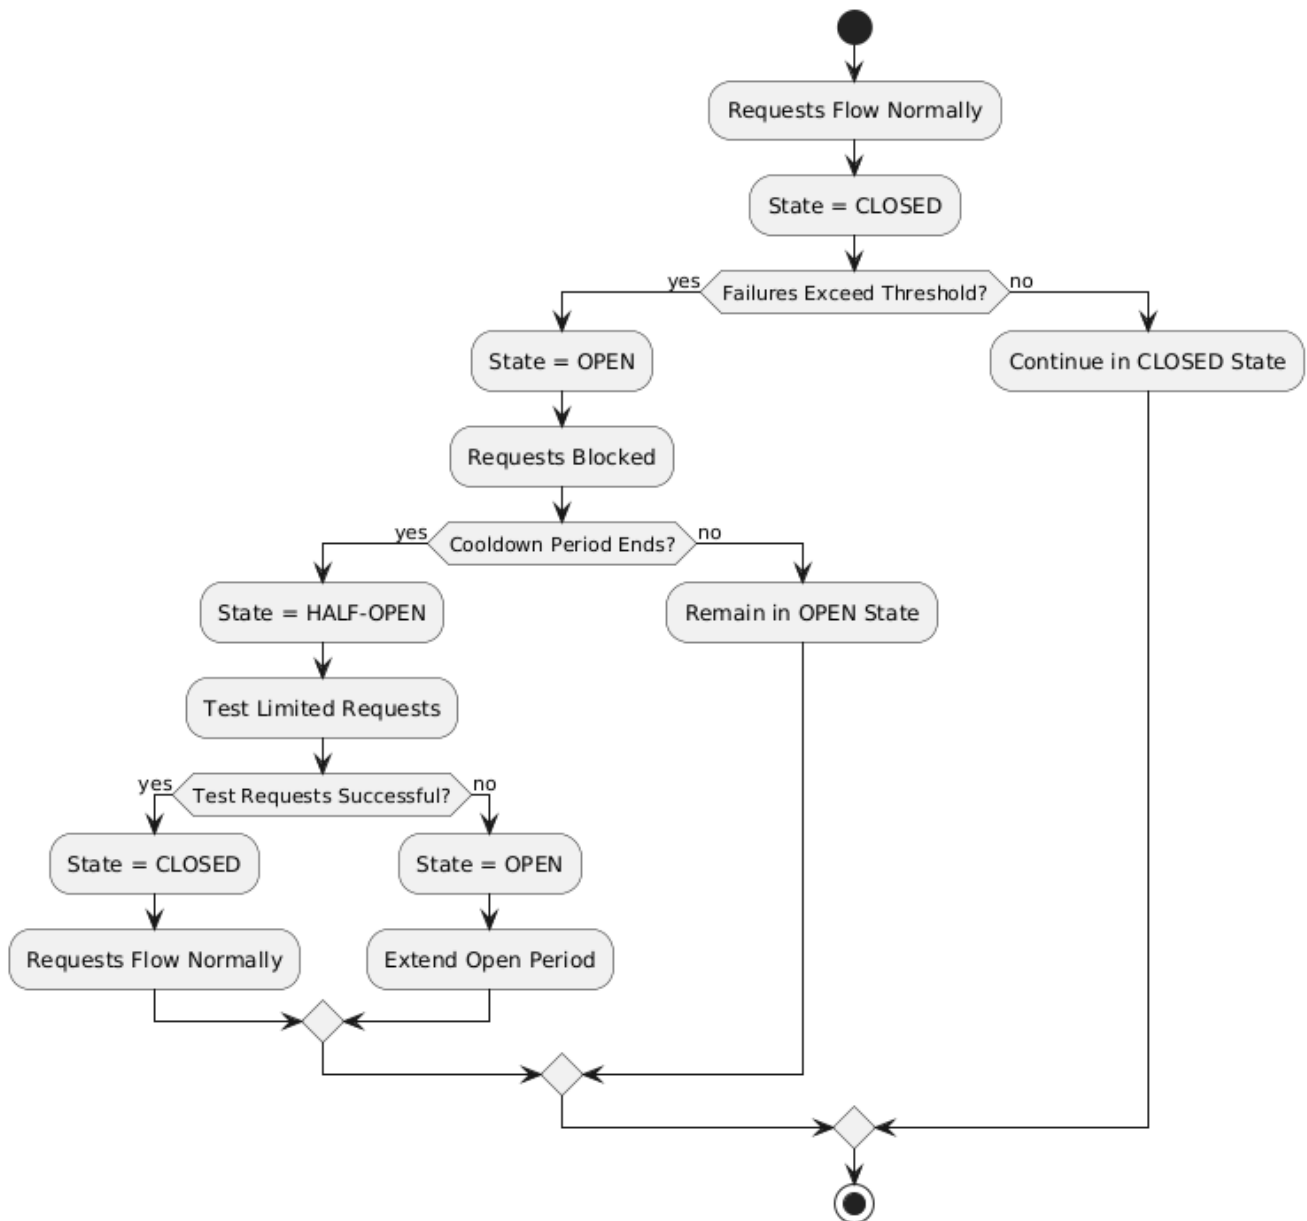 Requests Flow Normally
State = CLOSED
yes
Failures Exceed Threshold?
no
State = OPEN
Continue in CLOSED State
Requests Blocked
yes
Cooldown Period Ends?
no
State = HALF-OPEN
Remain in OPEN State
Test Limited Requests
yes
Test Requests Successful?
no
State = CLOSED
State = OPEN
Requests Flow Normally
Extend Open Period